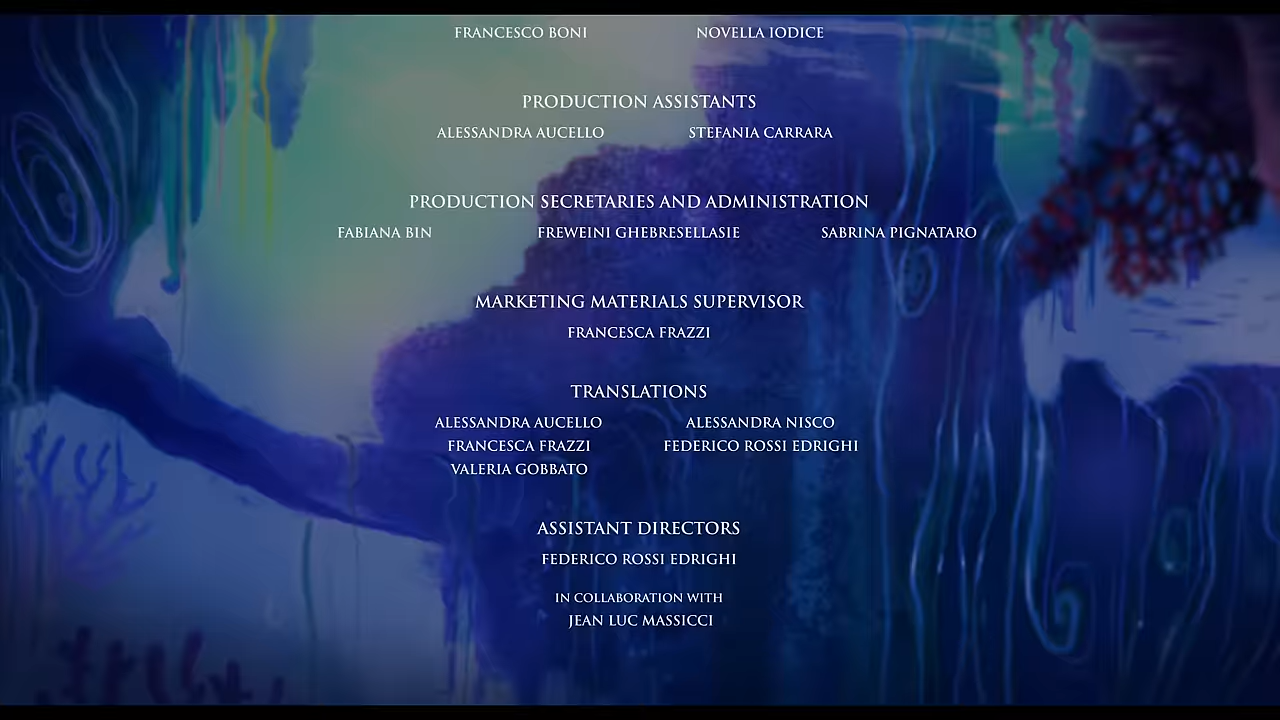 FRANCESCO BONI NOVELLA IODICE
PRODUCTION ASSISTANTS
ALESSANDRA AUCELLO STEFANIA CARRARA
PRODUCTION SECRETARIES AND ADMINISTRATION
FABIANA BIN FREWEINI GHEBRESELLASIE SABRINA PIGNATARO
MARKETING MATERIALS SUPERVISOR
FRANCESCA FRAZZI
TRANSLATIONS
ALESSANDRA AUCELLO ALESSANDRA NISCO
FRANCESCA FRAZZI FEDERICO ROSSI EDRIGHI
VALERIA GOBBATO
ASSISTANT DIRECTORS
FEDERICO ROSSI EDRIGHI
IN COLLABORATION WITH
JEAN LUC MASSICCI